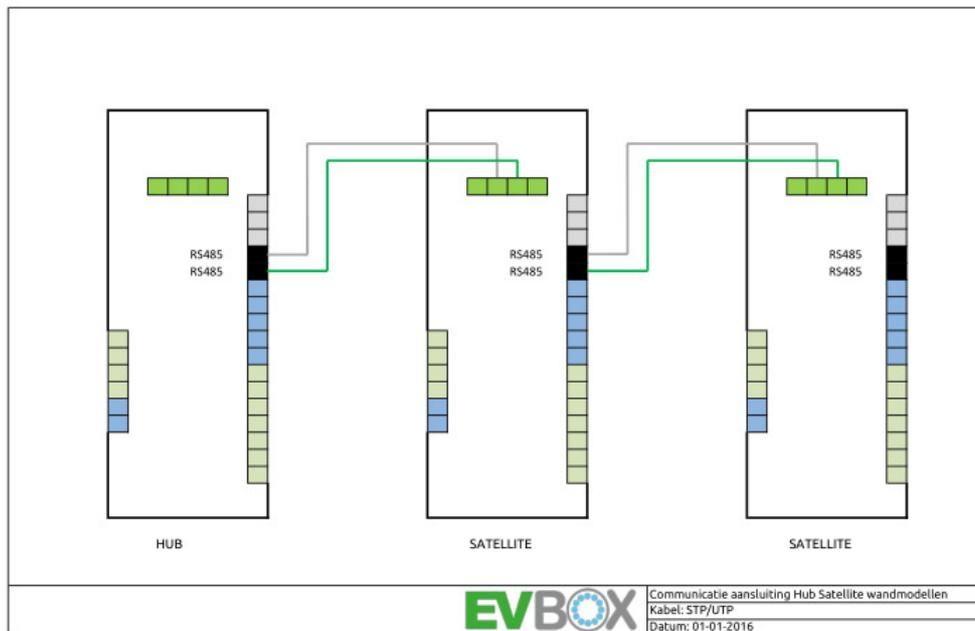 RS485 RS485 RS485
RS485 RS485 RS485
HUB SATELLITE SATELLITE
EVBOX
Communicatie aansluiting Hub Satellite wandmodellen
Kabel: STP/UTP
Datum: 01-01-2016